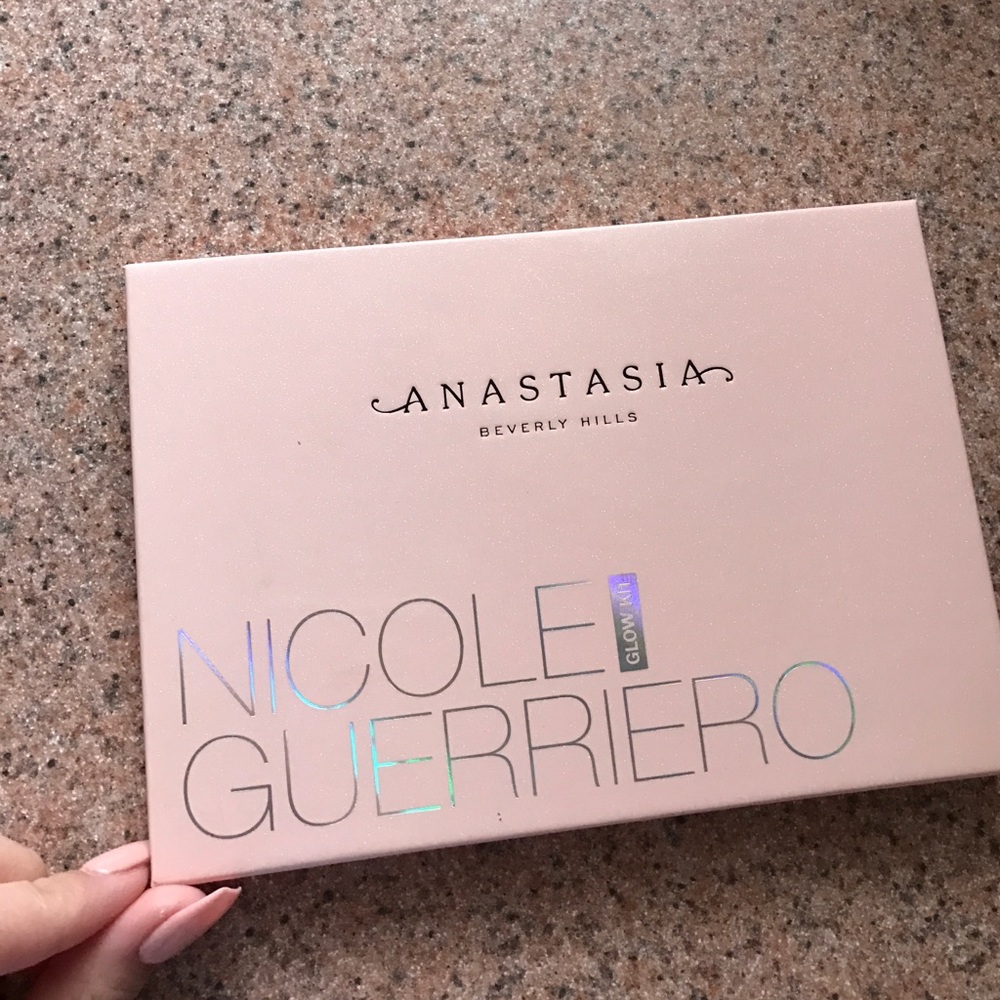 ANASTASIA
BEVERLY HILLS
NICOLE
GLOW KIT
GUERRIERO